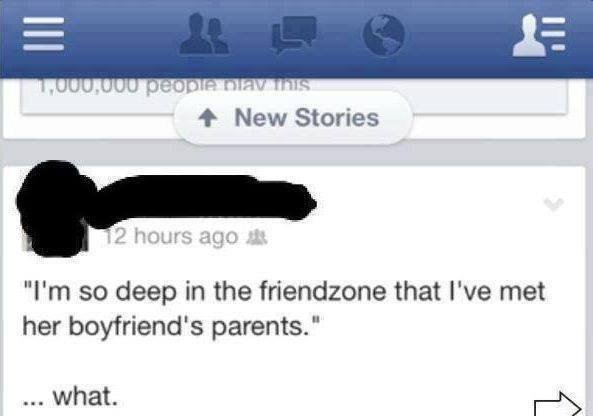 1,000,000 people play this
New Stories
12 hours ago
"I'm so deep in the friendzone that I've met
her boyfriend's parents."
... what.